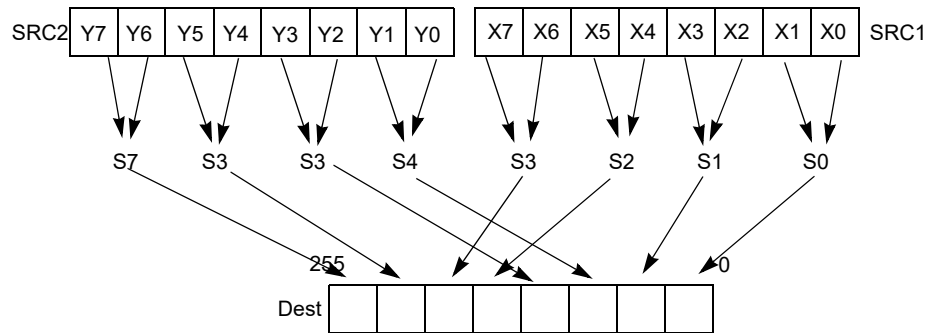 SRC2 Y7 Y6 Y5 Y4 Y3 Y2 Y1 Y0 X7 X6 X5 X4 X3 X2 X1 X0 SRC1
S7 S3 S3 S4 S3 S2 S1 S0
255 0
Dest